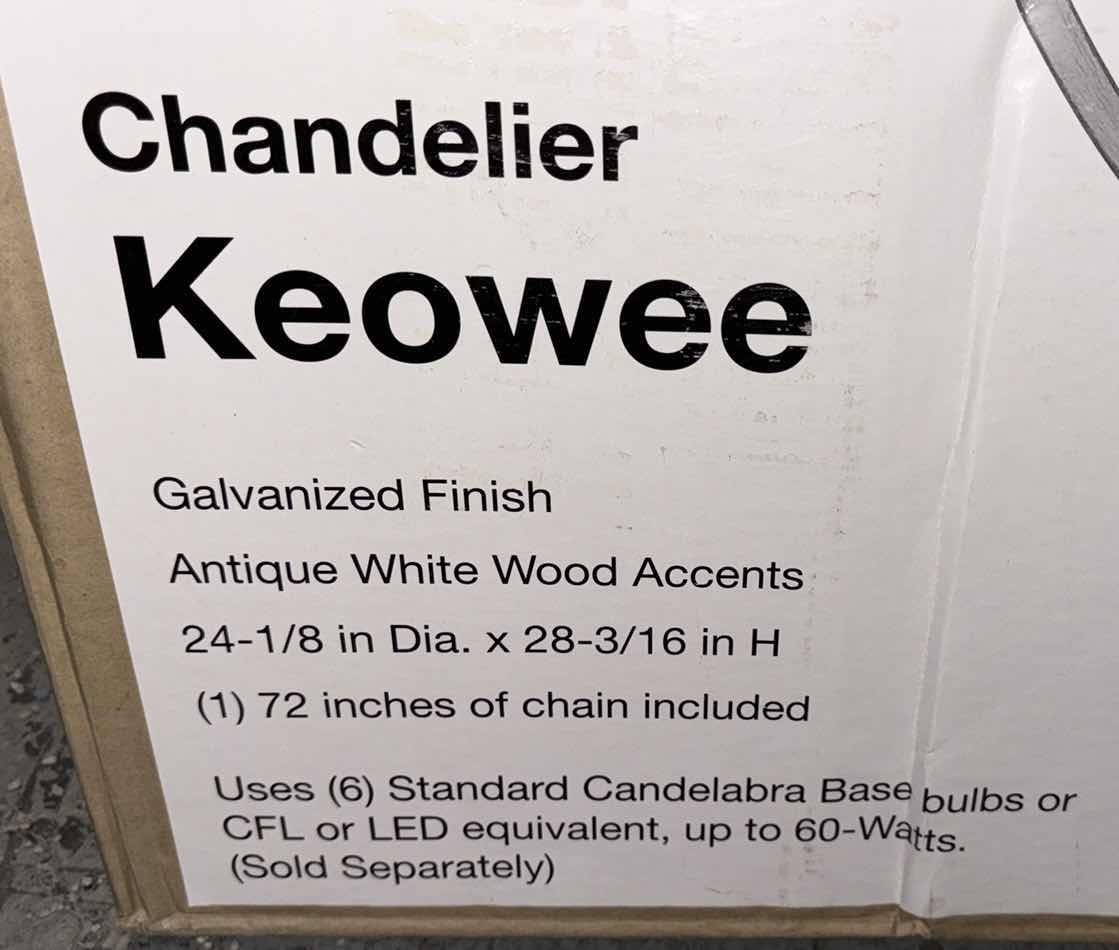 Chandelier
Keowee
Galvanized Finish
Antique White Wood Accents
24-1/8 in Dia. x 28-3/16 in H
(1) 72 inches of chain included
Uses (6) Standard Candelabra Base bulbs or
CFL or LED equivalent, up to 60-Watts.
(Sold Separately)